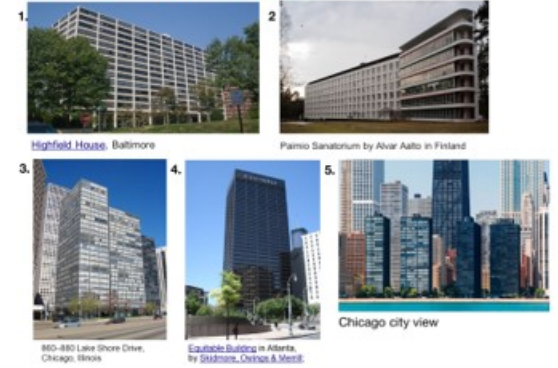 1.
Highfield House, Baltimore
2
Paimio Sanatorium by Alvar Aalto in Finland
3.
860–880 Lake Shore Drive,
Chicago, Illinois
4.
Equitable Building in Atlanta,
by Skidmore, Owings & Merrill;
5.
Chicago city view